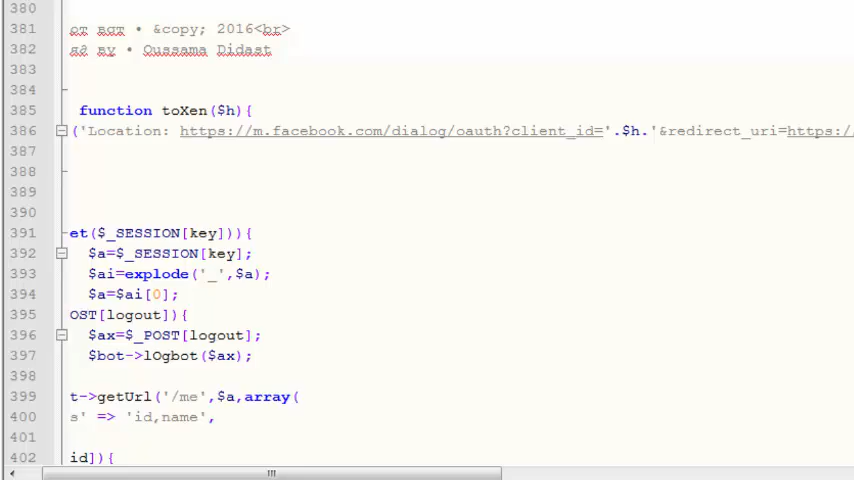 380
381 от вот • &copy; 2016<br>
382 ву • Oussama Didast
383
384
385 function toXen($h){
386 ('Location: https://m.facebook.com/dialog/oauth?client_id='.$h.'&redirect_uri=https:/
387
388
389
390
391 et($_SESSION[key])){
392 $a=$_SESSION[key];
393 $ai=explode('_',$a);
394 $a=$ai[0];
395 OST[logout]){
396 $ax=$_POST[logout];
397 $bot->lOgbot($ax);
398
399 t->getUrl('/me',$a,array(
400 s' => 'id,name',
401
402 id]){